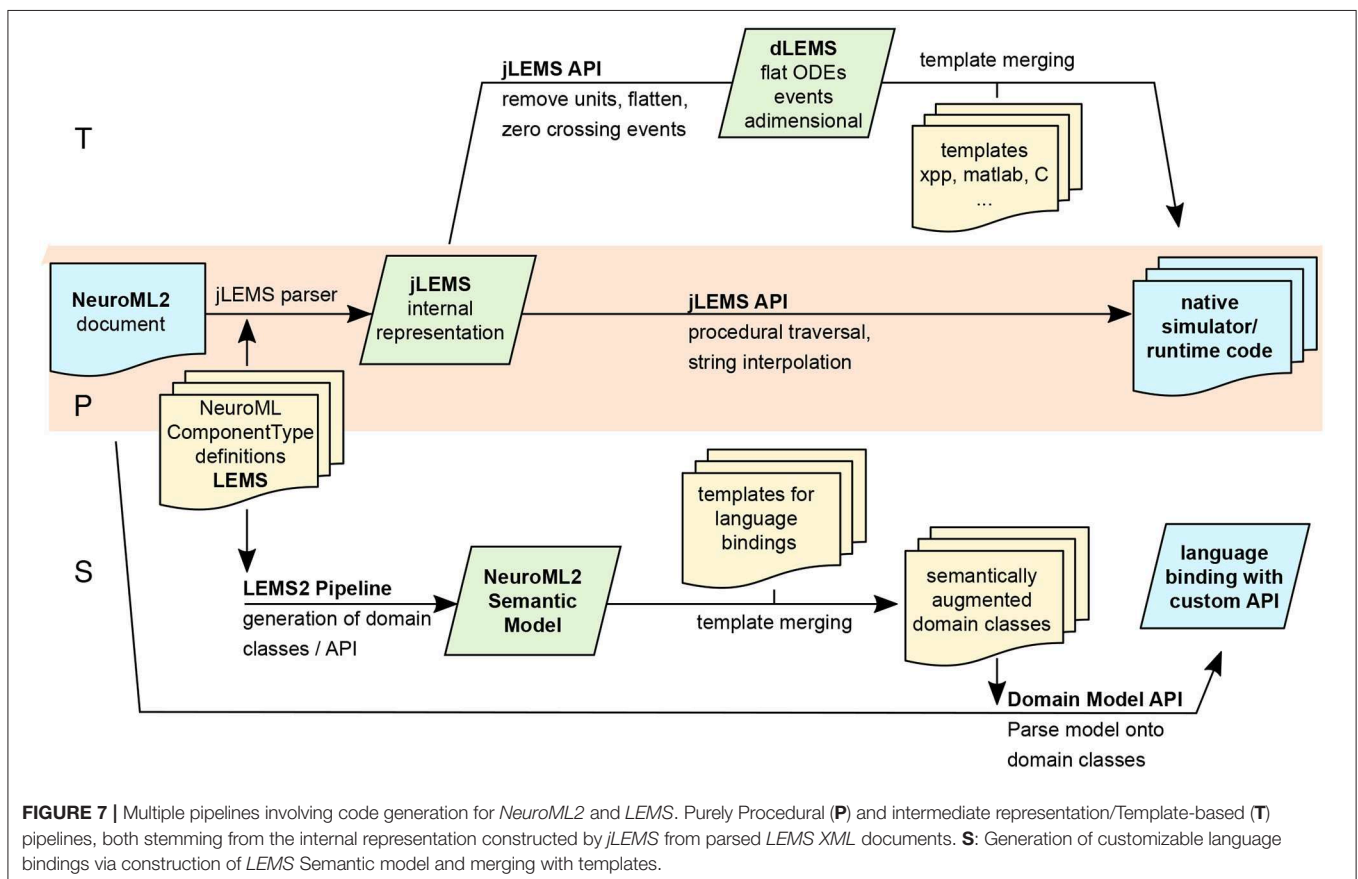 T
jLEMS API
remove units, flatten,
zero crossing events
dLEMS
flat ODEs
events
adimensional
template merging
templates
xpp, matlab, C
...
NeuroML2
document
jLEMS parser
jLEMS
internal
representation
jLEMS API
procedural traversal,
string interpolation
native
simulator/
runtime code
P
NeuroML
ComponentType
definitions
LEMS
S
LEMS2 Pipeline
generation of domain
classes / API
NeuroML2
Semantic
Model
templates for
language
bindings
template merging
semantically
augmented
domain classes
language
binding with
custom API
Domain Model API
Parse model onto
domain classes
FIGURE 7 | Multiple pipelines involving code generation for NeuroML2 and LEMS. Purely Procedural (P) and intermediate representation/Template-based (T)
pipelines, both stemming from the internal representation constructed by jLEMS from parsed LEMS XML documents. S: Generation of customizable language
bindings via construction of LEMS Semantic model and merging with templates.